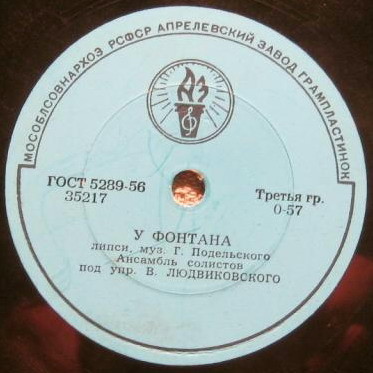 МОСОБЛСОВНАРХОЗ РСФСР АПРЕЛЕВСКИЙ ЗАВОД ГРАМПЛАСТИНОК
АЗ
ГОСТ 5289-56
35217
Третья гр.
0-57
У ФОНТАНА
липси, муз. Г. Подельского
Ансамбль солистов
под упр. В. ЛЮДВИКОВСКОГО